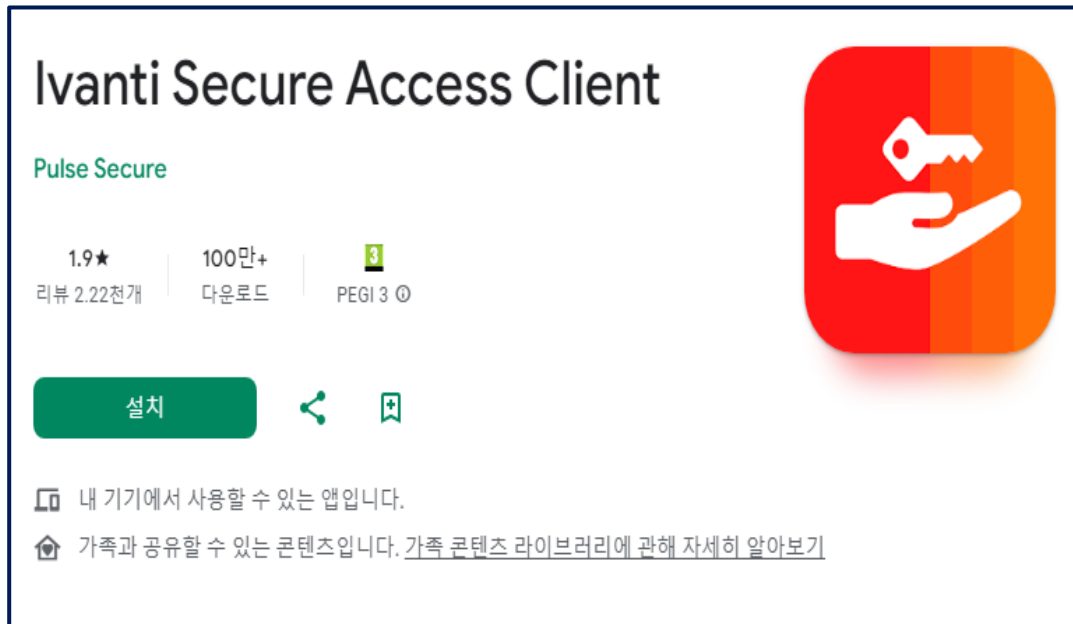 Ivanti Secure Access Client
Pulse Secure
1.9★ 100만+ 3
리뷰 2.22천개 다운로드 PEGI 3 ⓘ
설치
내 기기에서 사용할 수 있는 앱입니다.
가족과 공유할 수 있는 콘텐츠입니다. 가족 콘텐츠 라이브러리에 관해 자세히 알아보기